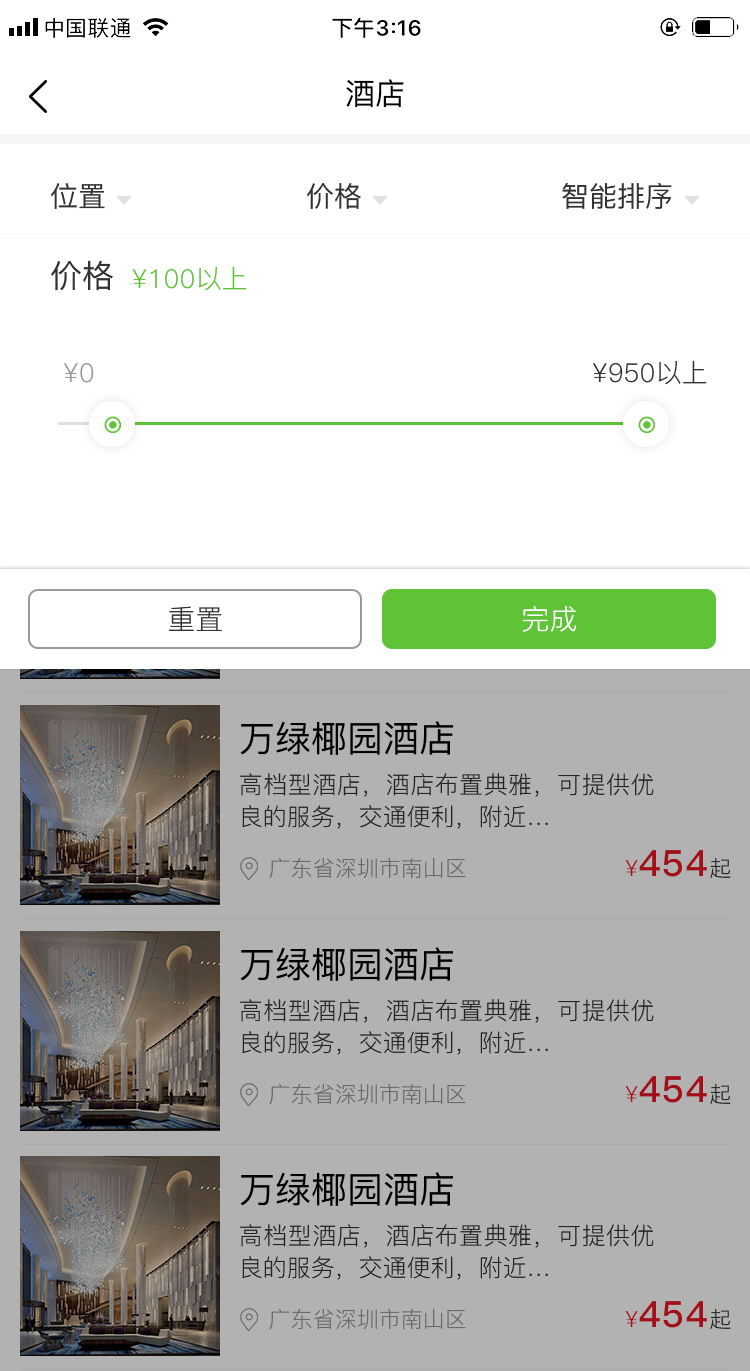 中国联通 下午3:16
酒店
位置 价格 智能排序
价格 ¥100以上
¥0 ¥950以上
重置 完成
万绿椰园酒店
高档型酒店，酒店布置典雅，可提供优
良的服务，交通便利，附近...
广东省深圳市南山区 ¥454起
万绿椰园酒店
高档型酒店，酒店布置典雅，可提供优
良的服务，交通便利，附近...
广东省深圳市南山区 ¥454起
万绿椰园酒店
高档型酒店，酒店布置典雅，可提供优
良的服务，交通便利，附近...
广东省深圳市南山区 ¥454起